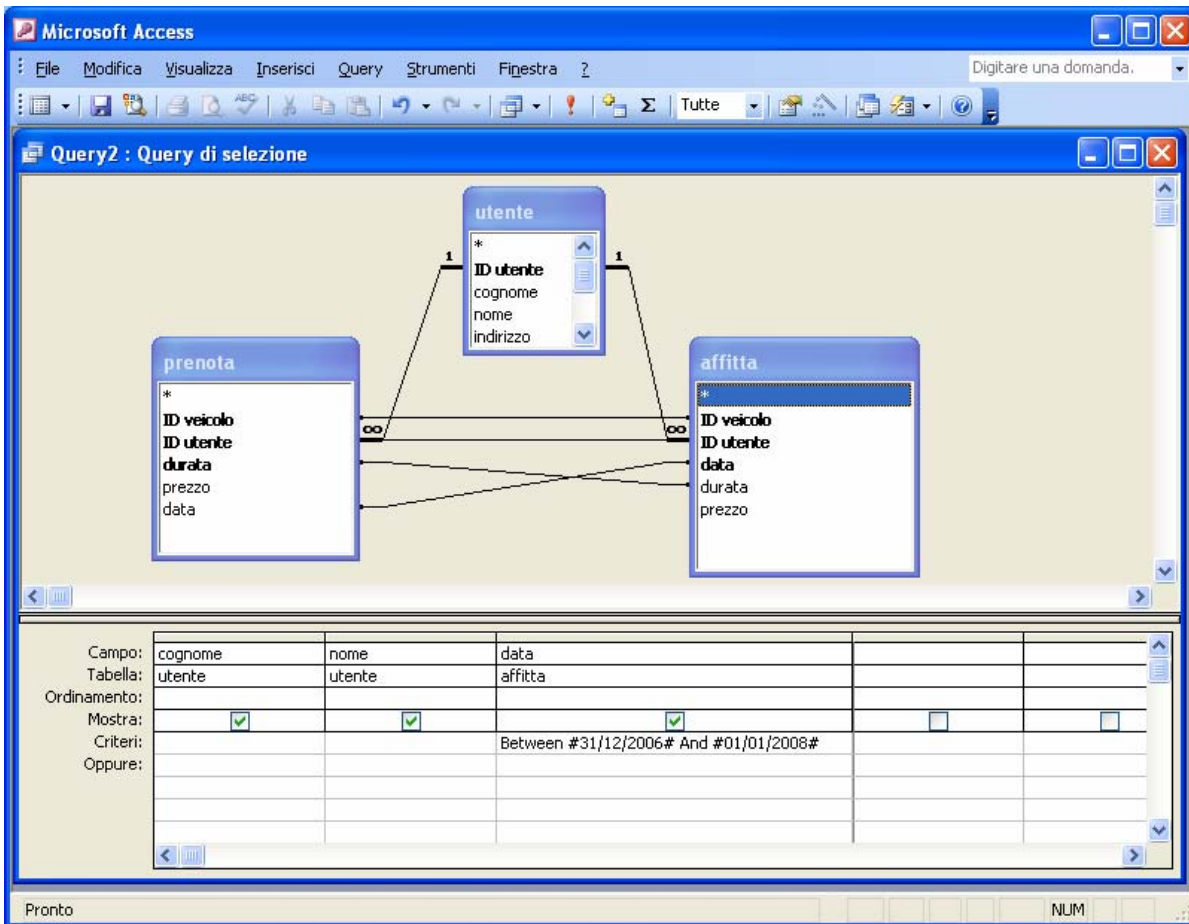 Microsoft Access
File Modifica Visualizza Inserisci Query Strumenti Finestra ? Digitare una domanda.
ABC Σ Tutte
Query2 : Query di selezione
utente
*
ID utente
cognome
nome
indirizzo
1 1
prenota
*
ID veicolo
ID utente
durata
prezzo
data
∞ ∞
affitta
*
ID veicolo
ID utente
data
durata
prezzo
Campo: cognome nome data
Tabella: utente utente affitta
Ordinamento:
Mostra:
Criteri: Between #31/12/2006# And #01/01/2008#
Oppure:
Pronto NUM